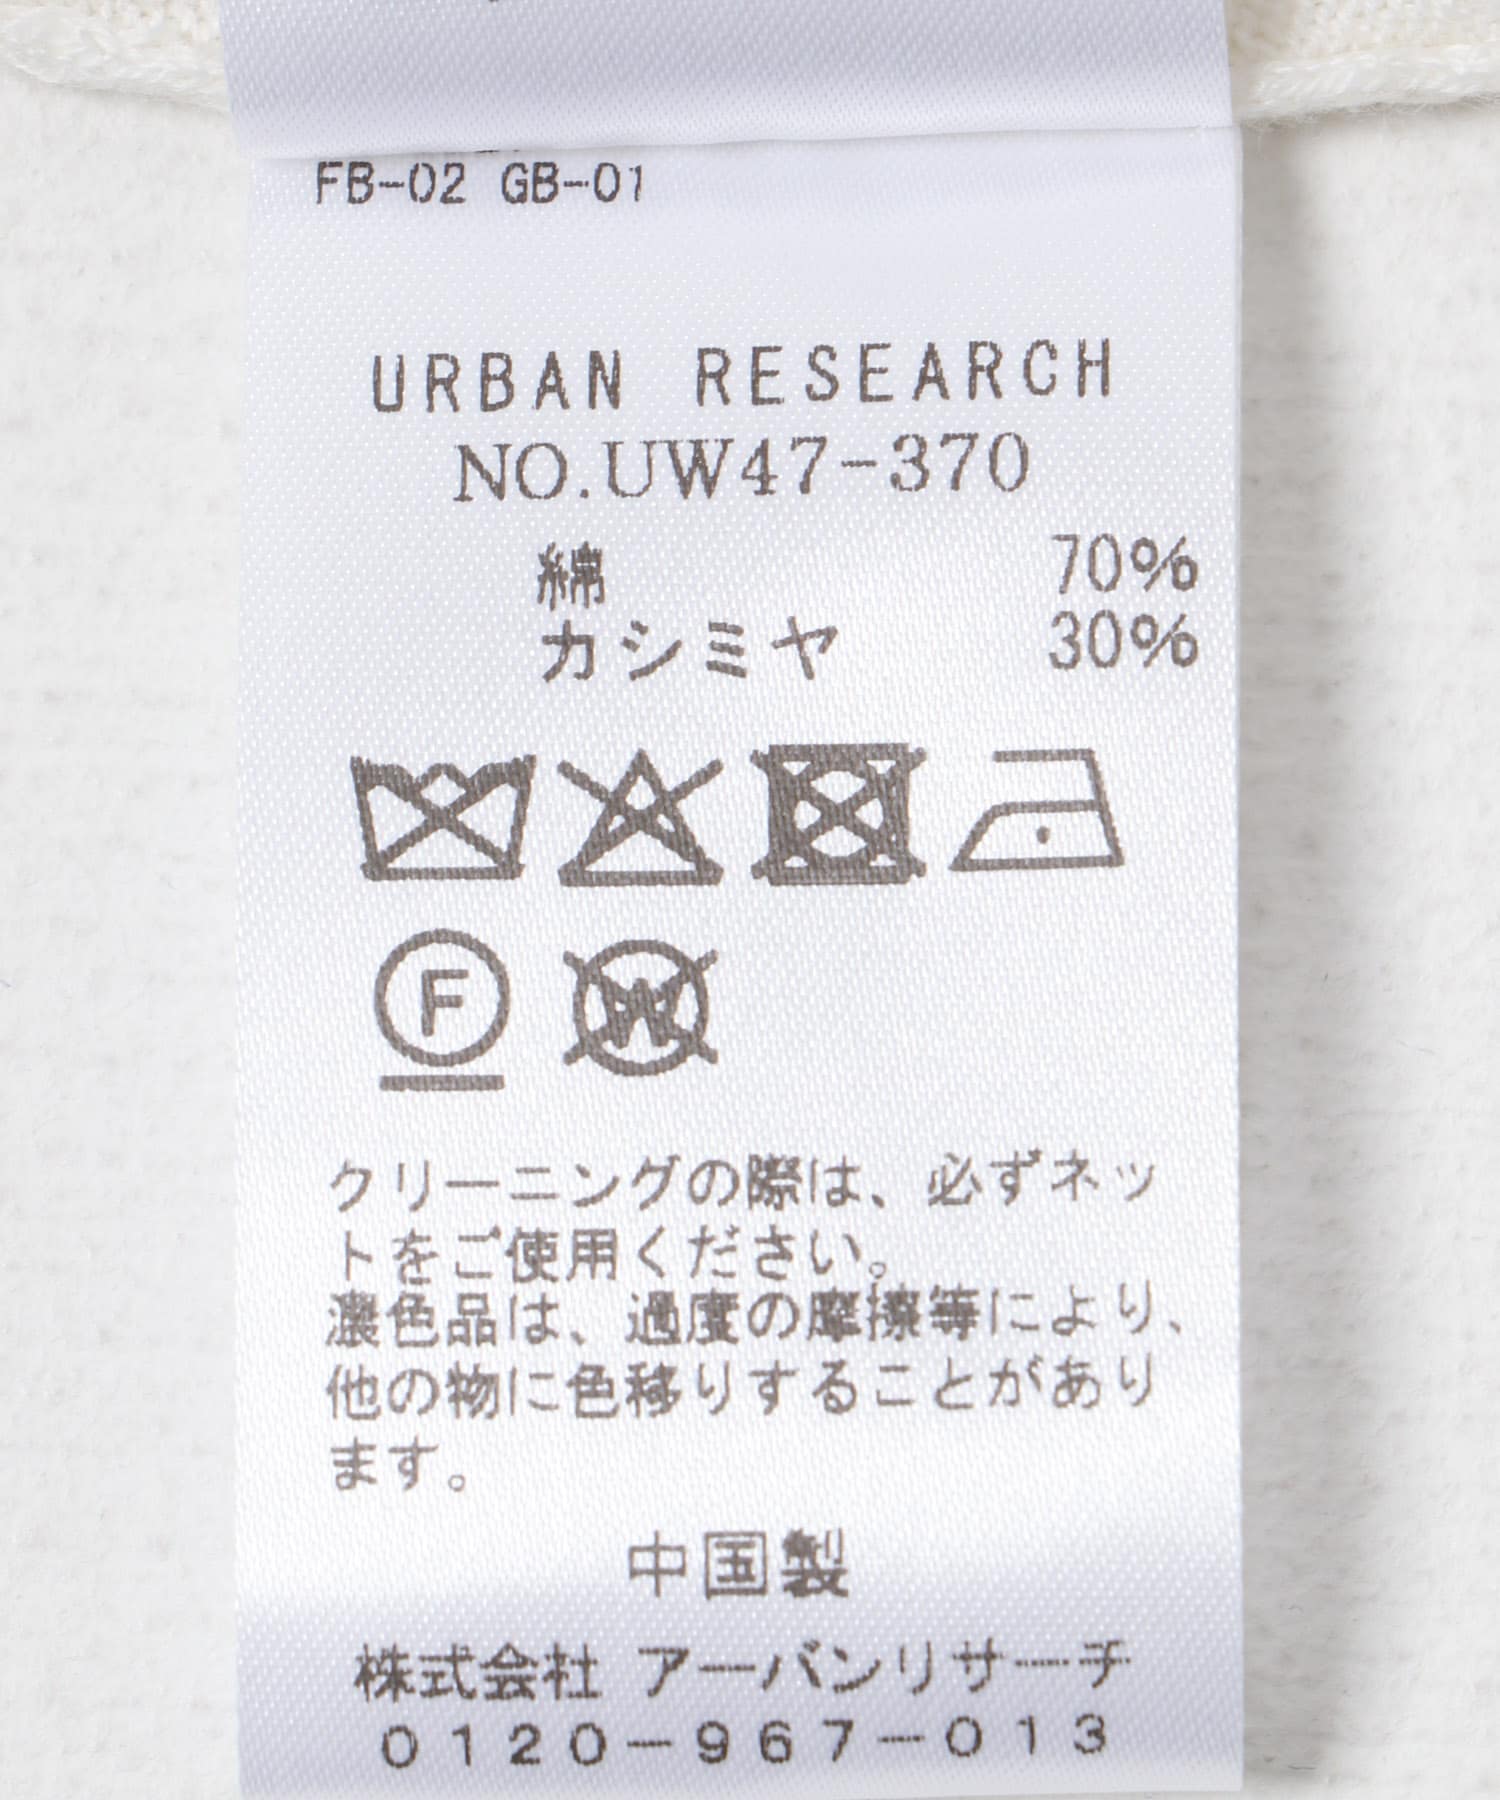 FB-02 GB-01
URBAN RESEARCH
NO.UW47-370
綿 70%
カシミヤ 30%
F
W
クリーニングの際は、必ずネッ
トをご使用ください。
濃色品は、過度の摩擦等により、
他の物に色移りすることがあり
ます。
中国製
株式会社 アーバンリサーチ
0120-967-013